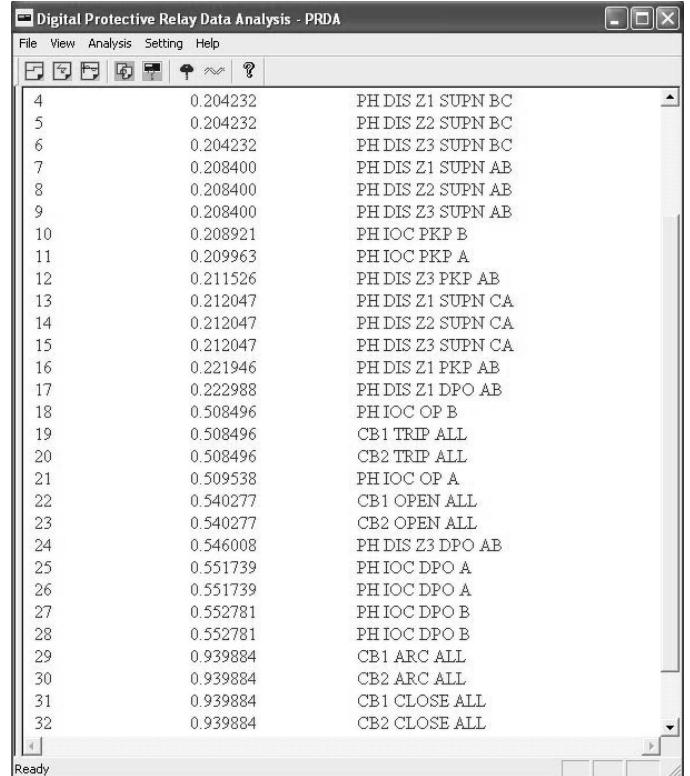 Digital Protective Relay Data Analysis - PRDA
File View Analysis Setting Help
4 0.204232 PH DIS Z1 SUPN BC
5 0.204232 PH DIS Z2 SUPN BC
6 0.204232 PH DIS Z3 SUPN BC
7 0.208400 PH DIS Z1 SUPN AB
8 0.208400 PH DIS Z2 SUPN AB
9 0.208400 PH DIS Z3 SUPN AB
10 0.208921 PH IOC PKP B
11 0.209963 PH IOC PKP A
12 0.211526 PH DIS Z3 PKP AB
13 0.212047 PH DIS Z1 SUPN CA
14 0.212047 PH DIS Z2 SUPN CA
15 0.212047 PH DIS Z3 SUPN CA
16 0.221946 PH DIS Z1 PKP AB
17 0.222988 PH DIS Z1 DPO AB
18 0.508496 PH IOC OP B
19 0.508496 CB1 TRIP ALL
20 0.508496 CB2 TRIP ALL
21 0.509538 PH IOC OP A
22 0.540277 CB1 OPEN ALL
23 0.540277 CB2 OPEN ALL
24 0.546008 PH DIS Z3 DPO AB
25 0.551739 PH IOC DPO A
26 0.551739 PH IOC DPO A
27 0.552781 PH IOC DPO B
28 0.552781 PH IOC DPO B
29 0.939884 CB1 ARC ALL
30 0.939884 CB2 ARC ALL
31 0.939884 CB1 CLOSE ALL
32 0.939884 CB2 CLOSE ALL
Ready